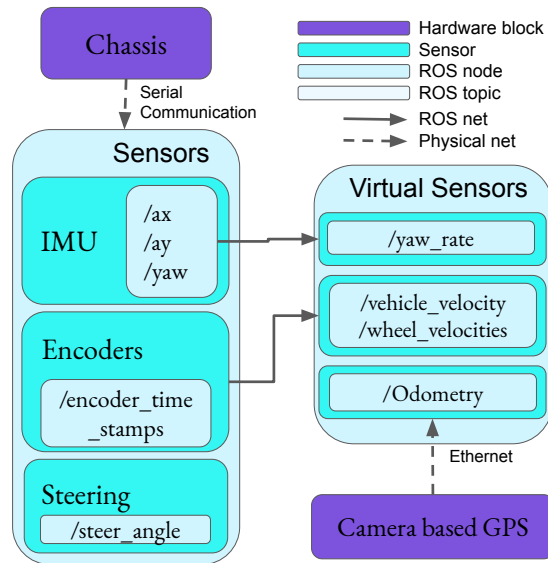 Chassis
Serial
Communication
Hardware block
Sensor
ROS node
ROS topic
ROS net
Physical net
Sensors
IMU
/ax
/ay
/yaw
Encoders
/encoder_time
_stamps
Steering
/steer_angle
Virtual Sensors
/yaw_rate
/vehicle_velocity
/wheel_velocities
/Odometry
Ethernet
Camera based GPS